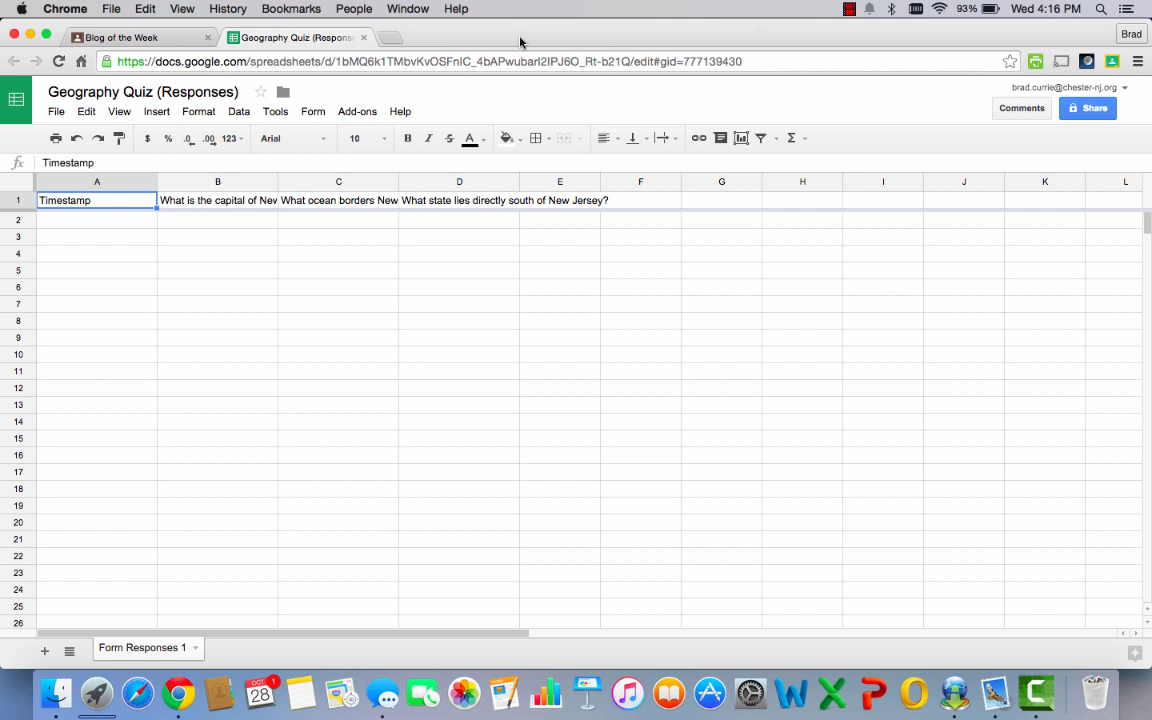 Chrome File Edit View History Bookmarks People Window Help 93% Wed 4:16 PM
Blog of the Week Geography Quiz (Respons Brad
https://docs.google.com/spreadsheets/d/1bMQ6k1TMbvKvOSFnIC_4bAPwubarI2IPJ6O_Rt-b21Q/edit#gid=777139430
Geography Quiz (Responses) brad.currie@chester-nj.org
File Edit View Insert Format Data Tools Form Add-ons Help Comments Share
$ % .0 .00 123 Arial 10 B I S A Σ
fx Timestamp
A B C D E F G H I J K L
1 Timestamp What is the capital of New What ocean borders New What state lies directly south of New Jersey?
2
3
4
5
6
7
8
9
10
11
12
13
14
15
16
17
18
19
20
21
22
23
24
25
26
+ Form Responses 1
OCT 28 1 W X P O C